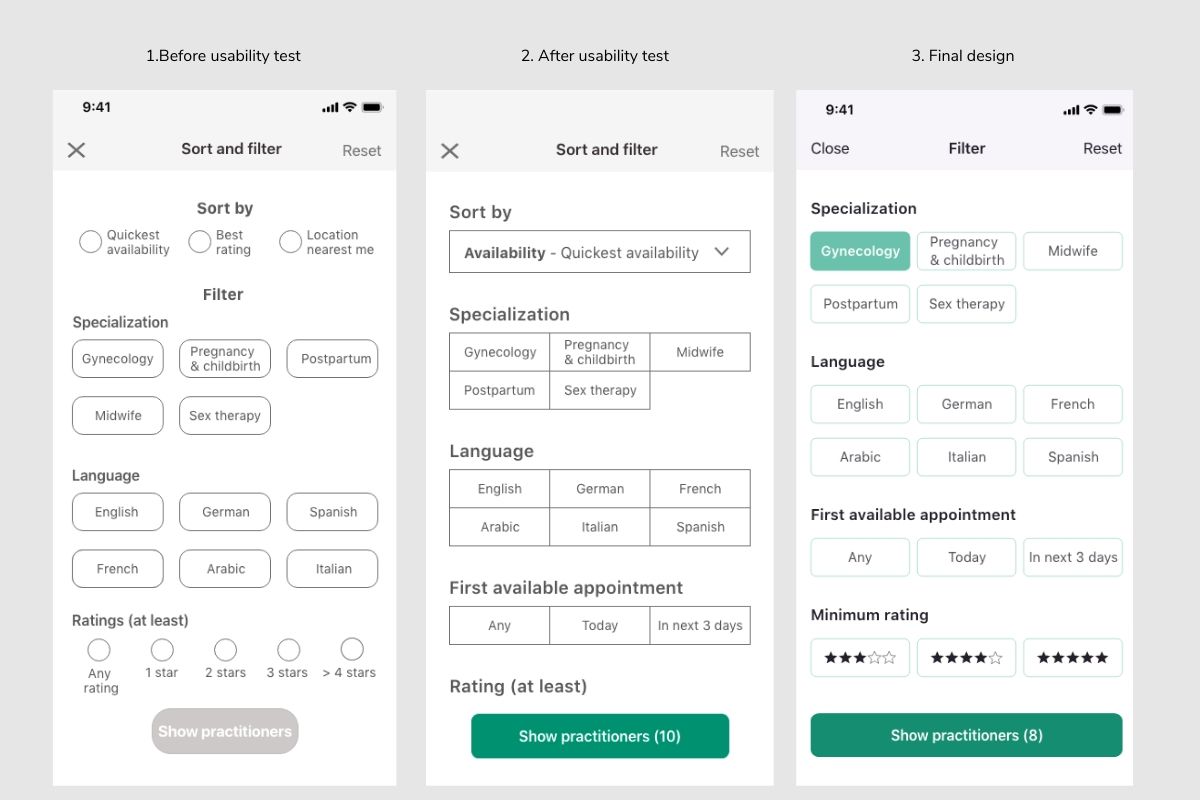 1.Before usability test
9:41
Sort and filter
Reset
Sort by
Quickest
availability
Best
rating
Location
nearest me
Filter
Specialization
Gynecology
Pregnancy
& childbirth
Postpartum
Midwife
Sex therapy
Language
English
German
Spanish
French
Arabic
Italian
Ratings (at least)
Any
rating
1 star
2 stars
3 stars
> 4 stars
Show practitioners
2. After usability test
Sort and filter
Reset
Sort by
Availability - Quickest availability
Specialization
Gynecology
Pregnancy
& childbirth
Midwife
Postpartum
Sex therapy
Language
English
German
French
Arabic
Italian
Spanish
First available appointment
Any
Today
In next 3 days
Rating (at least)
Show practitioners (10)
3. Final design
9:41
Close
Filter
Reset
Specialization
Gynecology
Pregnancy
& childbirth
Midwife
Postpartum
Sex therapy
Language
English
German
French
Arabic
Italian
Spanish
First available appointment
Any
Today
In next 3 days
Minimum rating
Show practitioners (8)